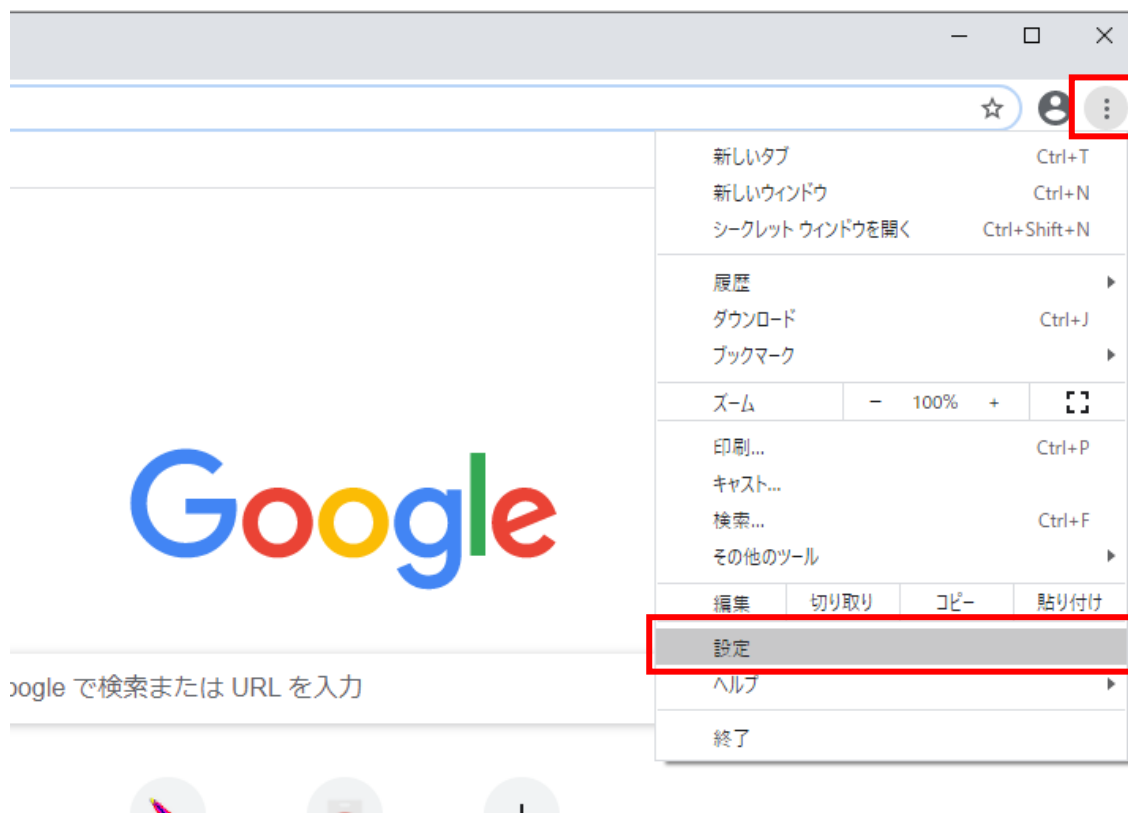 新しいタブ Ctrl+T
新しいウィンドウ Ctrl+N
シークレット ウィンドウを開く Ctrl+Shift+N
履歴
ダウンロード Ctrl+J
ブックマーク
ズーム - 100% +
印刷... Ctrl+P
キャスト...
検索... Ctrl+F
その他のツール
編集 切り取り コピー 貼り付け
設定
ヘルプ
終了
Google
oogle で検索または URL を入力